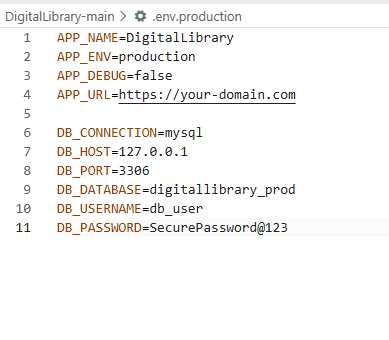 DigitalLibrary-main > .env.production
1 APP_NAME=DigitalLibrary
2 APP_ENV=production
3 APP_DEBUG=false
4 APP_URL=https://your-domain.com
5
6 DB_CONNECTION=mysql
7 DB_HOST=127.0.0.1
8 DB_PORT=3306
9 DB_DATABASE=digitallibrary_prod
10 DB_USERNAME=db_user
11 DB_PASSWORD=SecurePassword@123